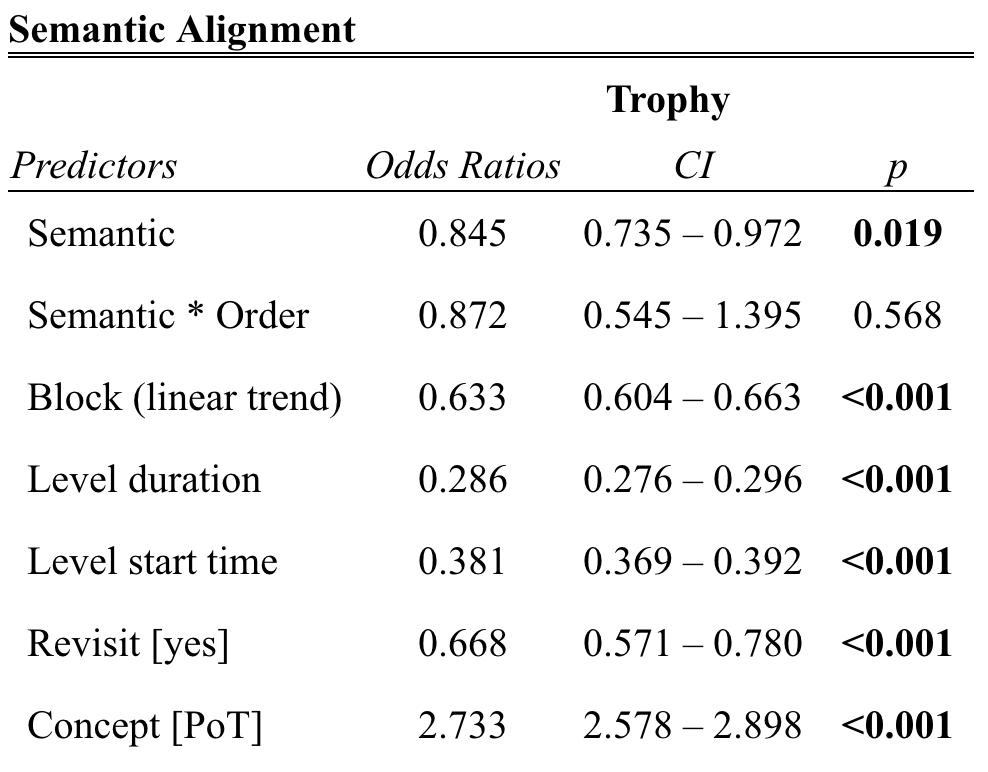 Semantic Alignment
Trophy
Predictors Odds Ratios CI p
Semantic 0.845 0.735 – 0.972 0.019
Semantic * Order 0.872 0.545 – 1.395 0.568
Block (linear trend) 0.633 0.604 – 0.663 <0.001
Level duration 0.286 0.276 – 0.296 <0.001
Level start time 0.381 0.369 – 0.392 <0.001
Revisit [yes] 0.668 0.571 – 0.780 <0.001
Concept [PoT] 2.733 2.578 – 2.898 <0.001